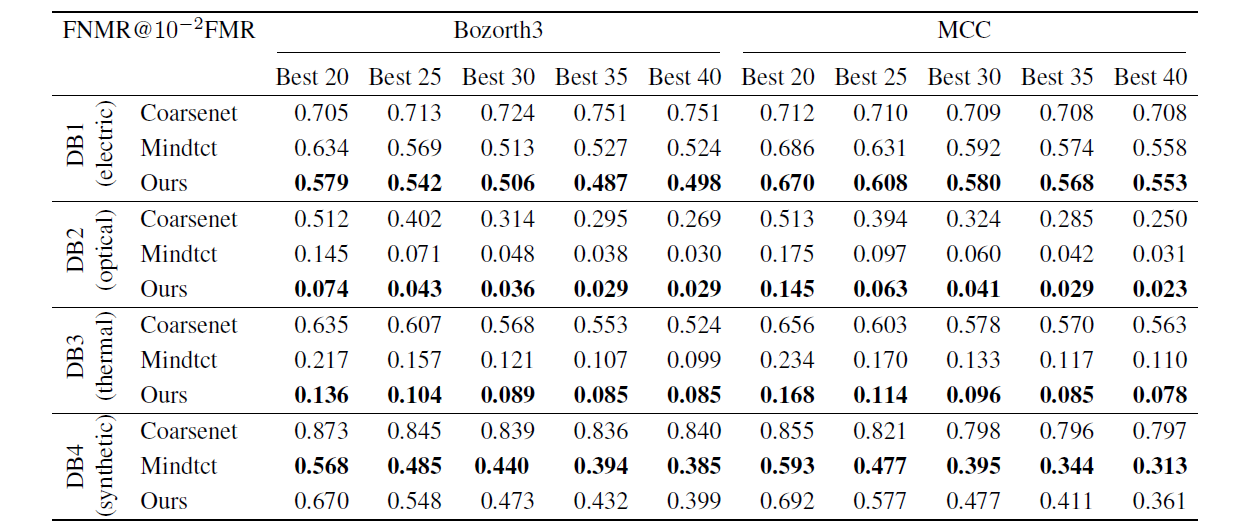 FNMR@10⁻²FMR Bozorth3 MCC
Best 20 Best 25 Best 30 Best 35 Best 40 Best 20 Best 25 Best 30 Best 35 Best 40
DB1 (electric)
Coarsenet 0.705 0.713 0.724 0.751 0.751 0.712 0.710 0.709 0.708 0.708
Mindtct 0.634 0.569 0.513 0.527 0.524 0.686 0.631 0.592 0.574 0.558
Ours 0.579 0.542 0.506 0.487 0.498 0.670 0.608 0.580 0.568 0.553
DB2 (optical)
Coarsenet 0.512 0.402 0.314 0.295 0.269 0.513 0.394 0.324 0.285 0.250
Mindtct 0.145 0.071 0.048 0.038 0.030 0.175 0.097 0.060 0.042 0.031
Ours 0.074 0.043 0.036 0.029 0.029 0.145 0.063 0.041 0.029 0.023
DB3 (thermal)
Coarsenet 0.635 0.607 0.568 0.553 0.524 0.656 0.603 0.578 0.570 0.563
Mindtct 0.217 0.157 0.121 0.107 0.099 0.234 0.170 0.133 0.117 0.110
Ours 0.136 0.104 0.089 0.085 0.085 0.168 0.114 0.096 0.085 0.078
DB4 (synthetic)
Coarsenet 0.873 0.845 0.839 0.836 0.840 0.855 0.821 0.798 0.796 0.797
Mindtct 0.568 0.485 0.440 0.394 0.385 0.593 0.477 0.395 0.344 0.313
Ours 0.670 0.548 0.473 0.432 0.399 0.692 0.577 0.477 0.411 0.361